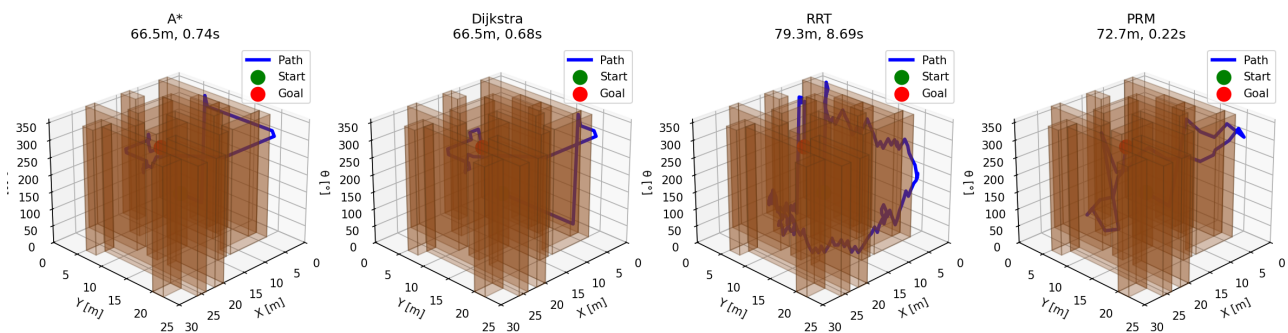 A*
66.5m, 0.74s
Path
Start
Goal
350
300
250
200
150
100
50
0
θ [°]
0
5
10
15
20
25
Y [m]
30
25
20
15
10
5
0
X [m]
Dijkstra
66.5m, 0.68s
Path
Start
Goal
350
300
250
200
150
100
50
0
θ [°]
0
5
10
15
20
25
Y [m]
30
25
20
15
10
5
0
X [m]
RRT
79.3m, 8.69s
Path
Start
Goal
350
300
250
200
150
100
50
0
θ [°]
0
5
10
15
20
25
Y [m]
30
25
20
15
10
5
0
X [m]
PRM
72.7m, 0.22s
Path
Start
Goal
350
300
250
200
150
100
50
0
θ [°]
0
5
10
15
20
25
Y [m]
30
25
20
15
10
5
0
X [m]